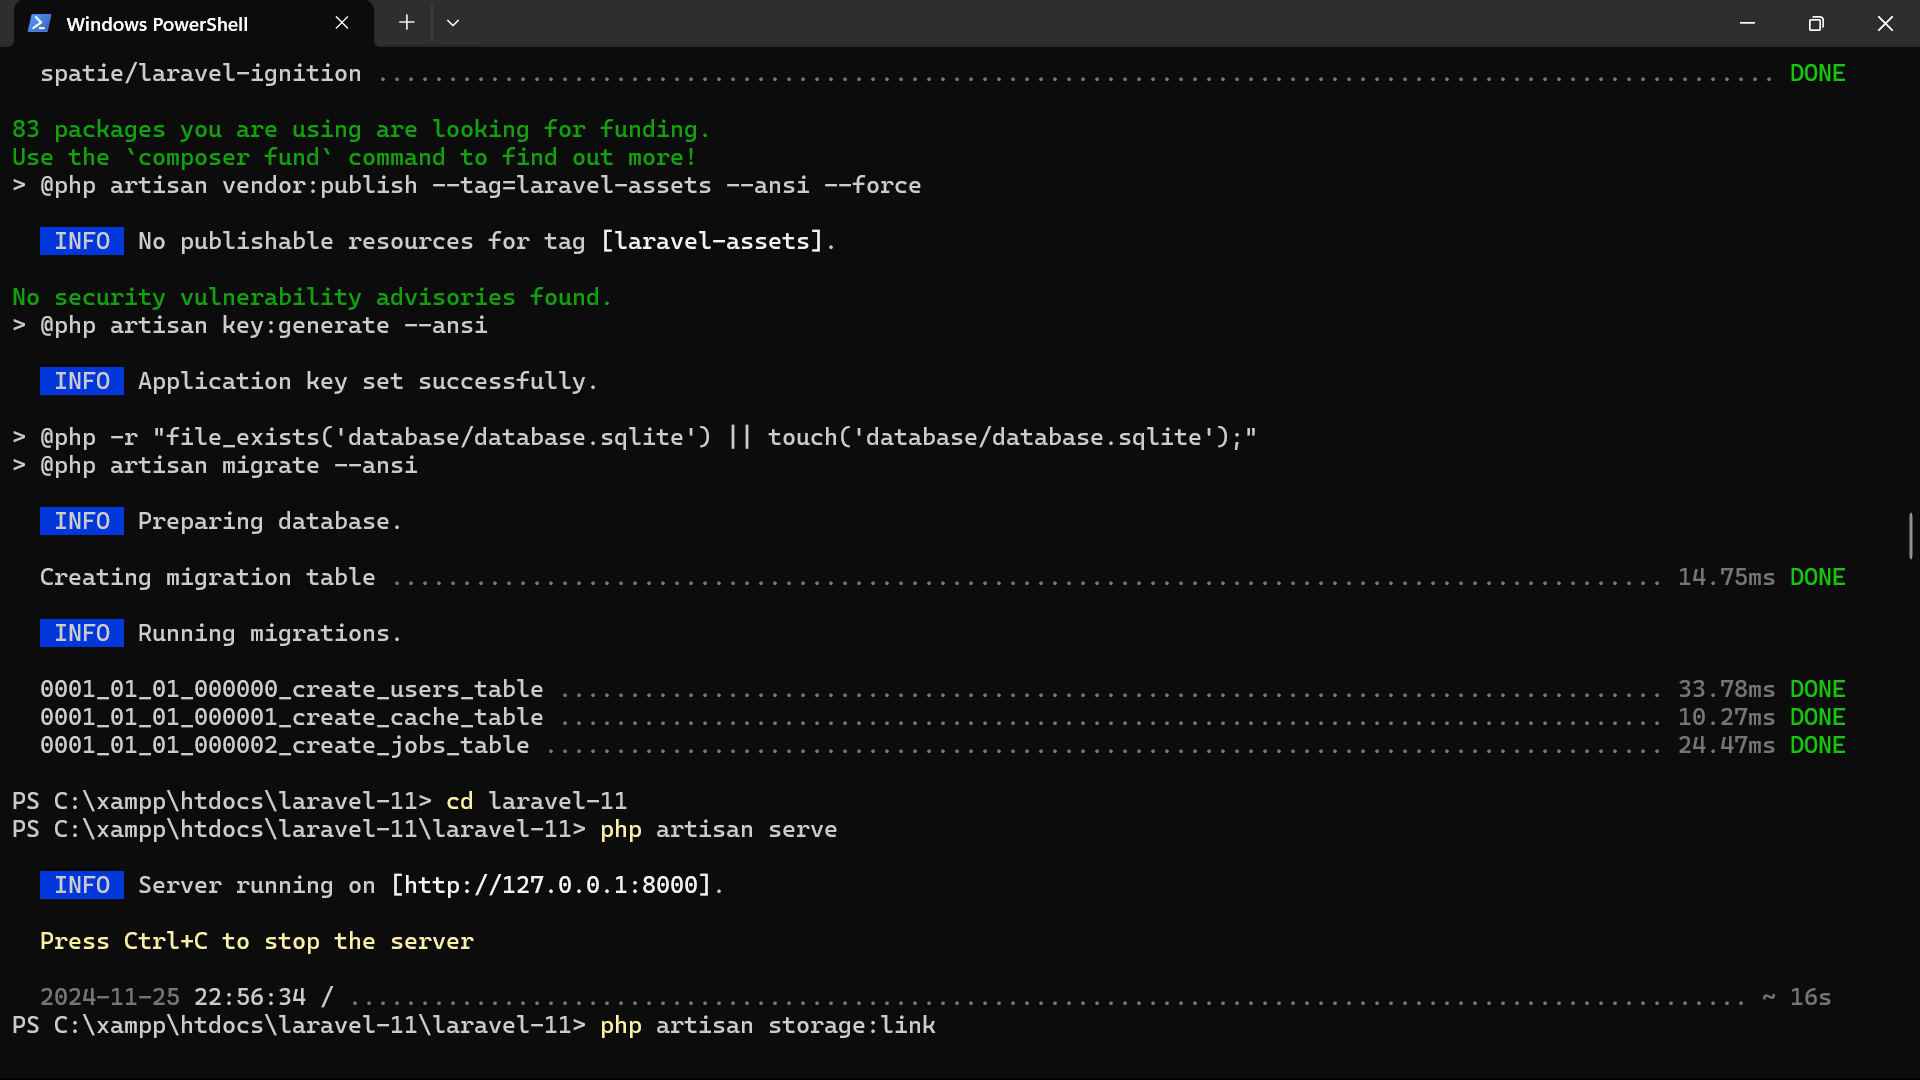 Windows PowerShell
spatie/laravel-ignition ................................................................................................... DONE
83 packages you are using are looking for funding.
Use the `composer fund` command to find out more!
> @php artisan vendor:publish --tag=laravel-assets --ansi --force
INFO No publishable resources for tag [laravel-assets].
No security vulnerability advisories found.
> @php artisan key:generate --ansi
INFO Application key set successfully.
> @php -r "file_exists('database/database.sqlite') || touch('database/database.sqlite');"
> @php artisan migrate --ansi
INFO Preparing database.
Creating migration table .......................................................................................... 14.75ms DONE
INFO Running migrations.
0001_01_01_000000_create_users_table .............................................................................. 33.78ms DONE
0001_01_01_000001_create_cache_table .............................................................................. 10.27ms DONE
0001_01_01_000002_create_jobs_table ............................................................................... 24.47ms DONE
PS C:\xampp\htdocs\laravel-11> cd laravel-11
PS C:\xampp\htdocs\laravel-11\laravel-11> php artisan serve
INFO Server running on [http://127.0.0.1:8000].
Press Ctrl+C to stop the server
2024-11-25 22:56:34 / ................................................................................................... ~ 16s
PS C:\xampp\htdocs\laravel-11\laravel-11> php artisan storage:link